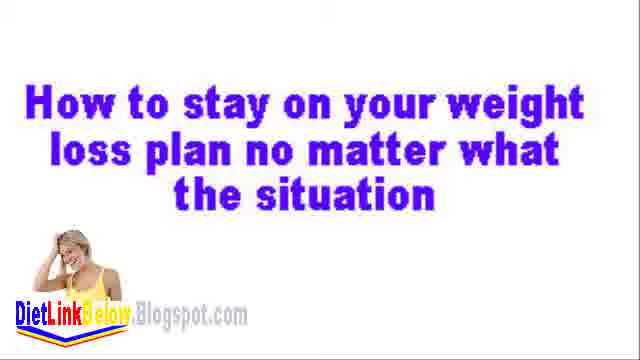 How to stay on your weight
loss plan no matter what
the situation
DietLinkBelow.Blogspot.com